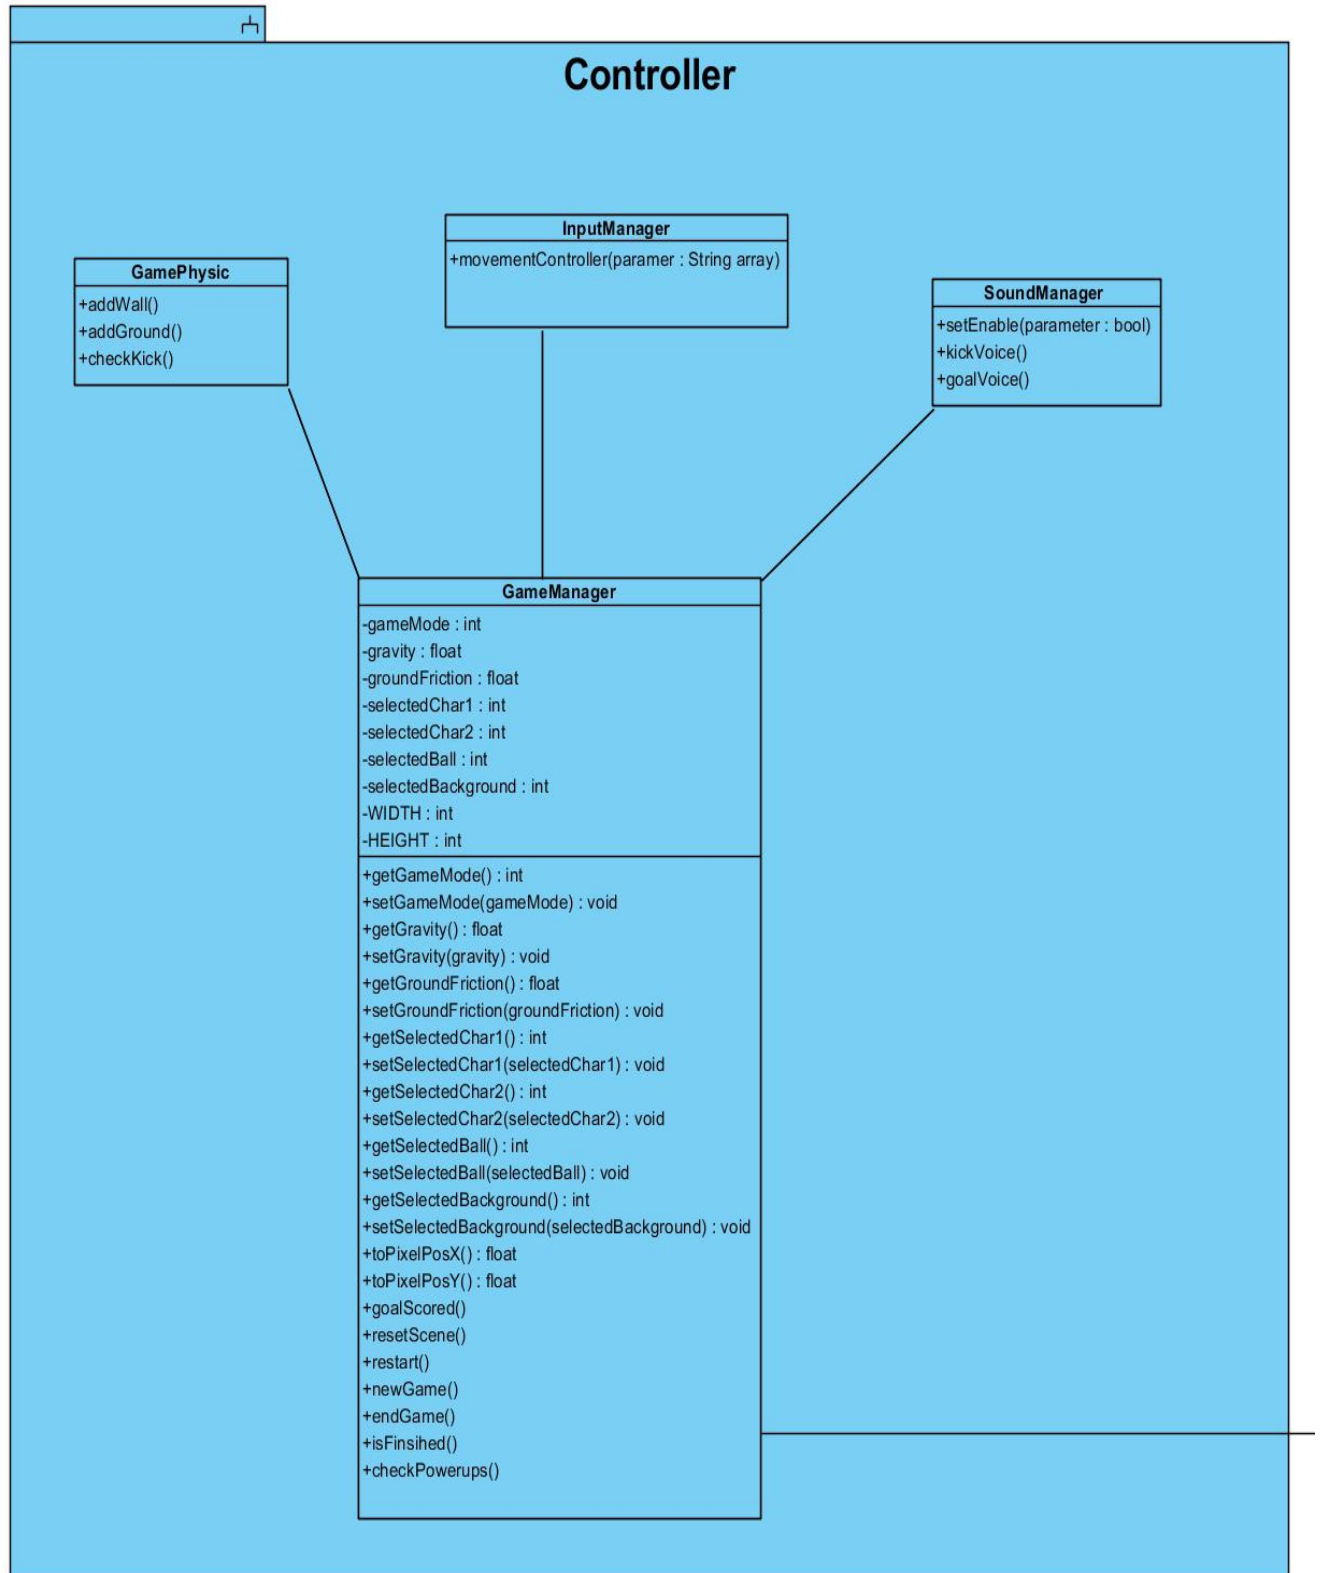 Controller
InputManager
+movementController(paramer : String array)
GamePhysic
+addWall()
+addGround()
+checkKick()
SoundManager
+setEnable(parameter : bool)
+kickVoice()
+goalVoice()
GameManager
-gameMode : int
-gravity : float
-groundFriction : float
-selectedChar1 : int
-selectedChar2 : int
-selectedBall : int
-selectedBackground : int
-WIDTH : int
-HEIGHT : int
+getGameMode() : int
+setGameMode(gameMode) : void
+getGravity() : float
+setGravity(gravity) : void
+getGroundFriction() : float
+setGroundFriction(groundFriction) : void
+getSelectedChar1() : int
+setSelectedChar1(selectedChar1) : void
+getSelectedChar2() : int
+setSelectedChar2(selectedChar2) : void
+getSelectedBall() : int
+setSelectedBall(selectedBall) : void
+getSelectedBackground() : int
+setSelectedBackground(selectedBackground) : void
+toPixelPosX() : float
+toPixelPosY() : float
+goalScored()
+resetScene()
+restart()
+newGame()
+endGame()
+isFinsihed()
+checkPowerups()